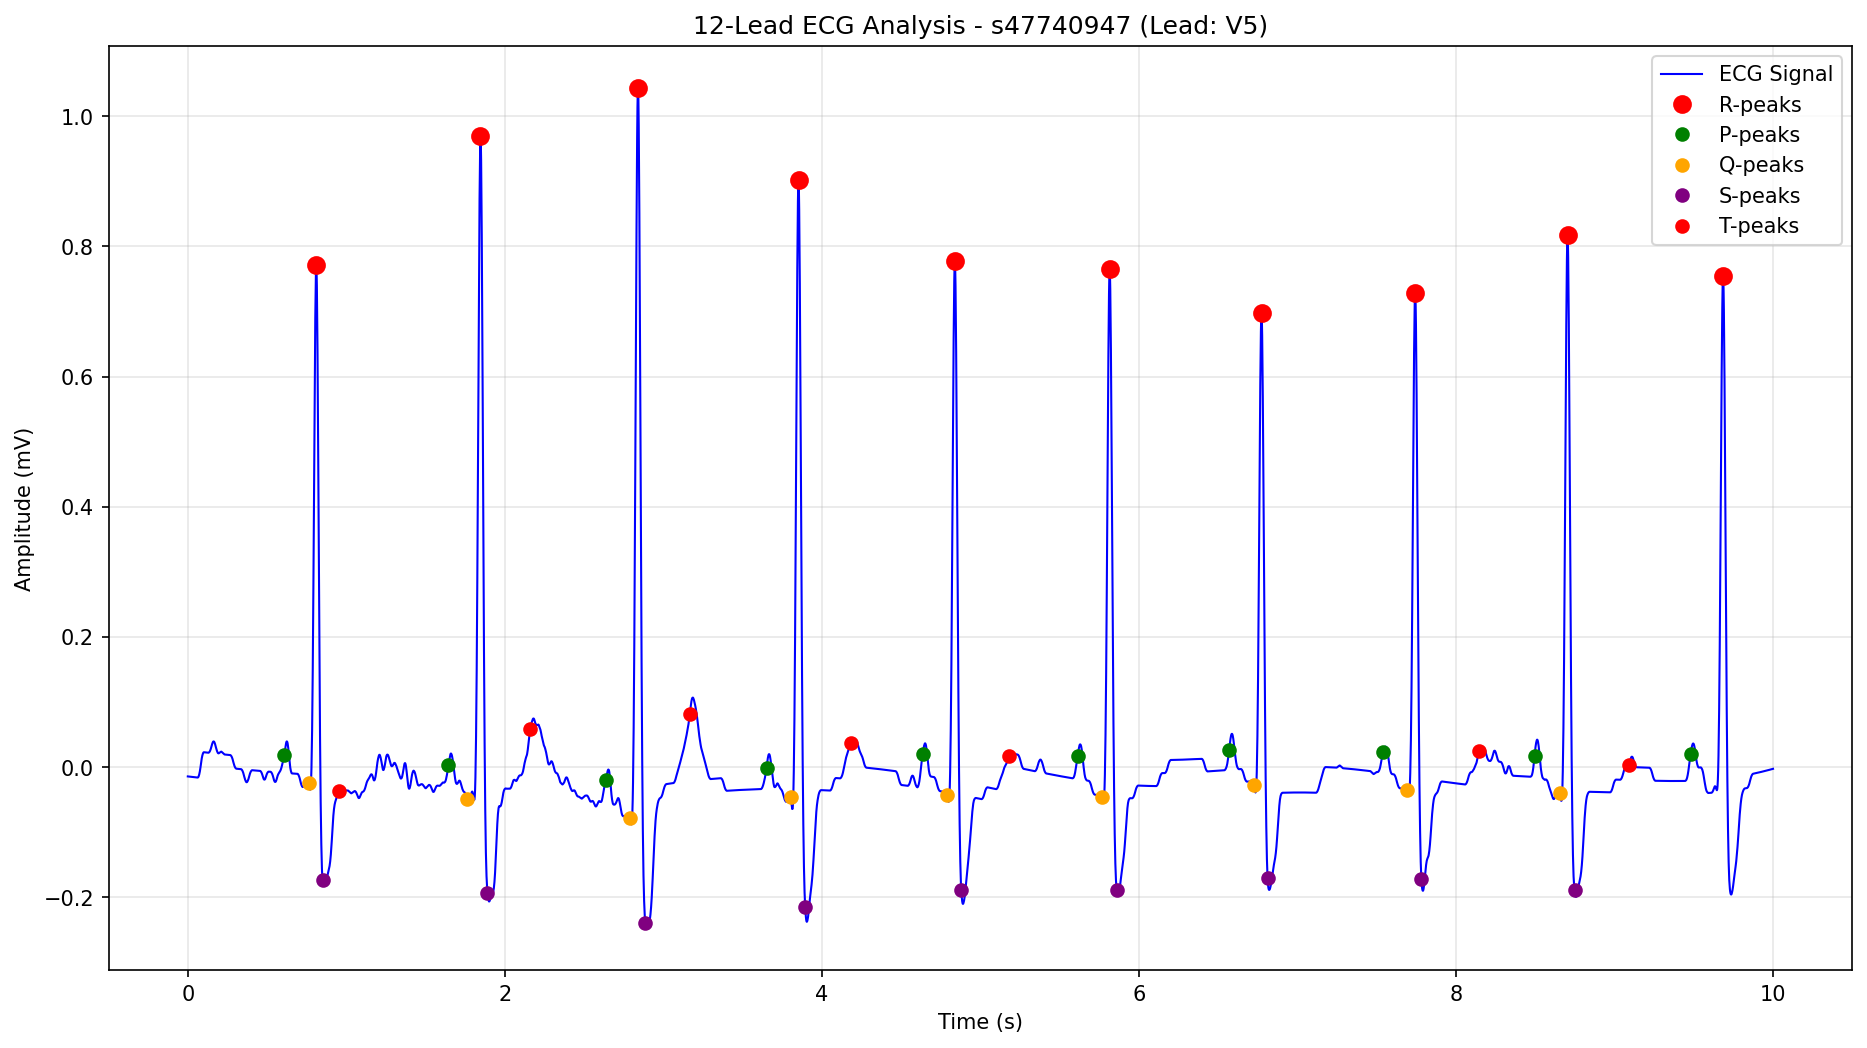 12-Lead ECG Analysis - s47740947 (Lead: V5)
ECG Signal
R-peaks
P-peaks
Q-peaks
S-peaks
T-peaks
Amplitude (mV)
1.0
0.8
0.6
0.4
0.2
0.0
−0.2
0 2 4 6 8 10
Time (s)